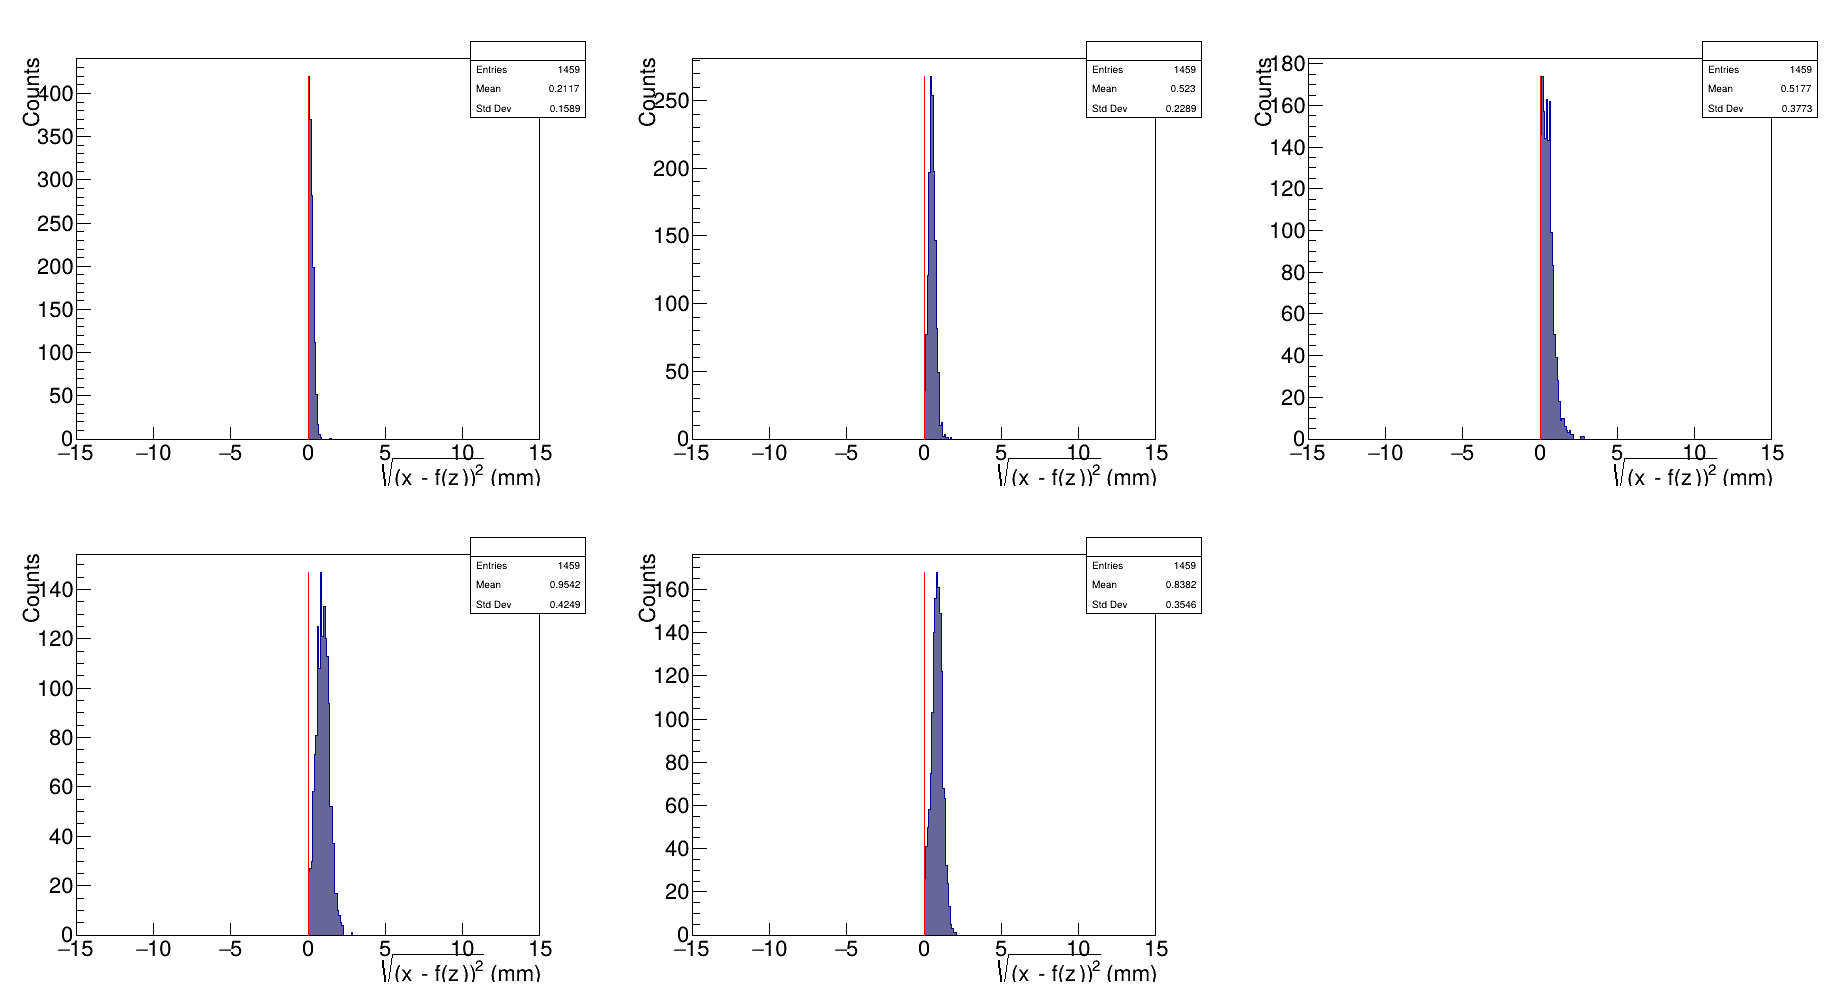 Counts
400
350
300
250
200
150
100
50
0
−15 −10 −5 0 5 10 15
√(x - f(z))² (mm)
Entries 1459
Mean 0.2117
Std Dev 0.1589
Counts
250
200
150
100
50
0
−15 −10 −5 0 5 10 15
√(x - f(z))² (mm)
Entries 1459
Mean 0.523
Std Dev 0.2289
Counts
180
160
140
120
100
80
60
40
20
0
−15 −10 −5 0 5 10 15
√(x - f(z))² (mm)
Entries 1459
Mean 0.5177
Std Dev 0.3773
Counts
140
120
100
80
60
40
20
0
−15 −10 −5 0 5 10 15
√(x - f(z))² (mm)
Entries 1459
Mean 0.9542
Std Dev 0.4249
Counts
160
140
120
100
80
60
40
20
0
−15 −10 −5 0 5 10 15
√(x - f(z))² (mm)
Entries 1459
Mean 0.8382
Std Dev 0.3546